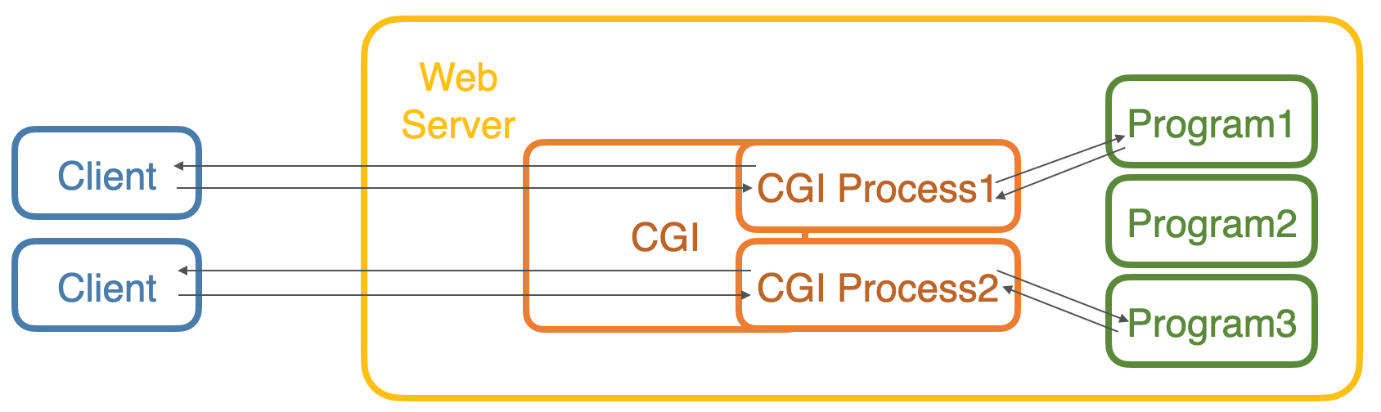 Web
Server
Client
CGI Process1
Program1
CGI
Program2
Client
CGI Process2
Program3